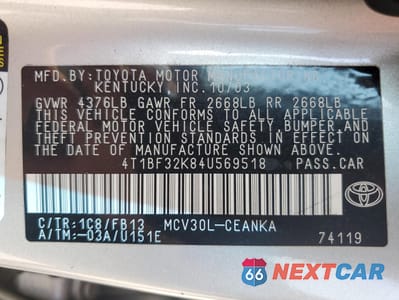 MFD.BY:TOYOTA MOTOR MANUFACTURING
KENTUCKY,INC. 10/03
GVWR 4376LB GAWR FR 2668LB RR 2668LB
THIS VEHICLE CONFORMS TO ALL APPLICABLE
FEDERAL MOTOR VEHICLE SAFETY,BUMPER,AND
THEFT PREVENTION STANDARDS IN EFFECT ON
THE DATE OF MANUFACTURE SHOWN ABOVE.
4T1BF32K84U569518 PASS.CAR
TOYOTA
C/TR:1C8/FB13 MCV30L-CEANKA
A/TM:-03A/U151E 74119
66 NEXTCAR